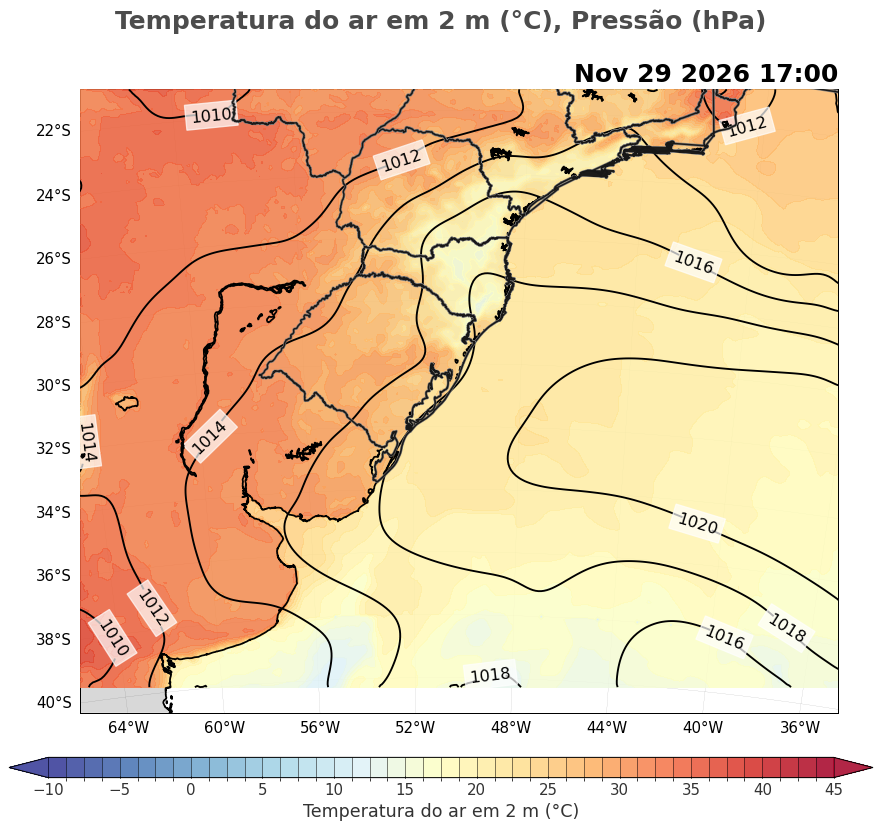 Temperatura do ar em 2 m (°C), Pressão (hPa)
Nov 29 2026 17:00
1010
1012
1012
22°S
24°S
26°S
1016
28°S
30°S
1014
1014
32°S
34°S
1020
36°S
1012
1010
1018
1016
38°S
1018
40°S
64°W 60°W 56°W 52°W 48°W 44°W 40°W 36°W
−10 −5 0 5 10 15 20 25 30 35 40 45
Temperatura do ar em 2 m (°C)